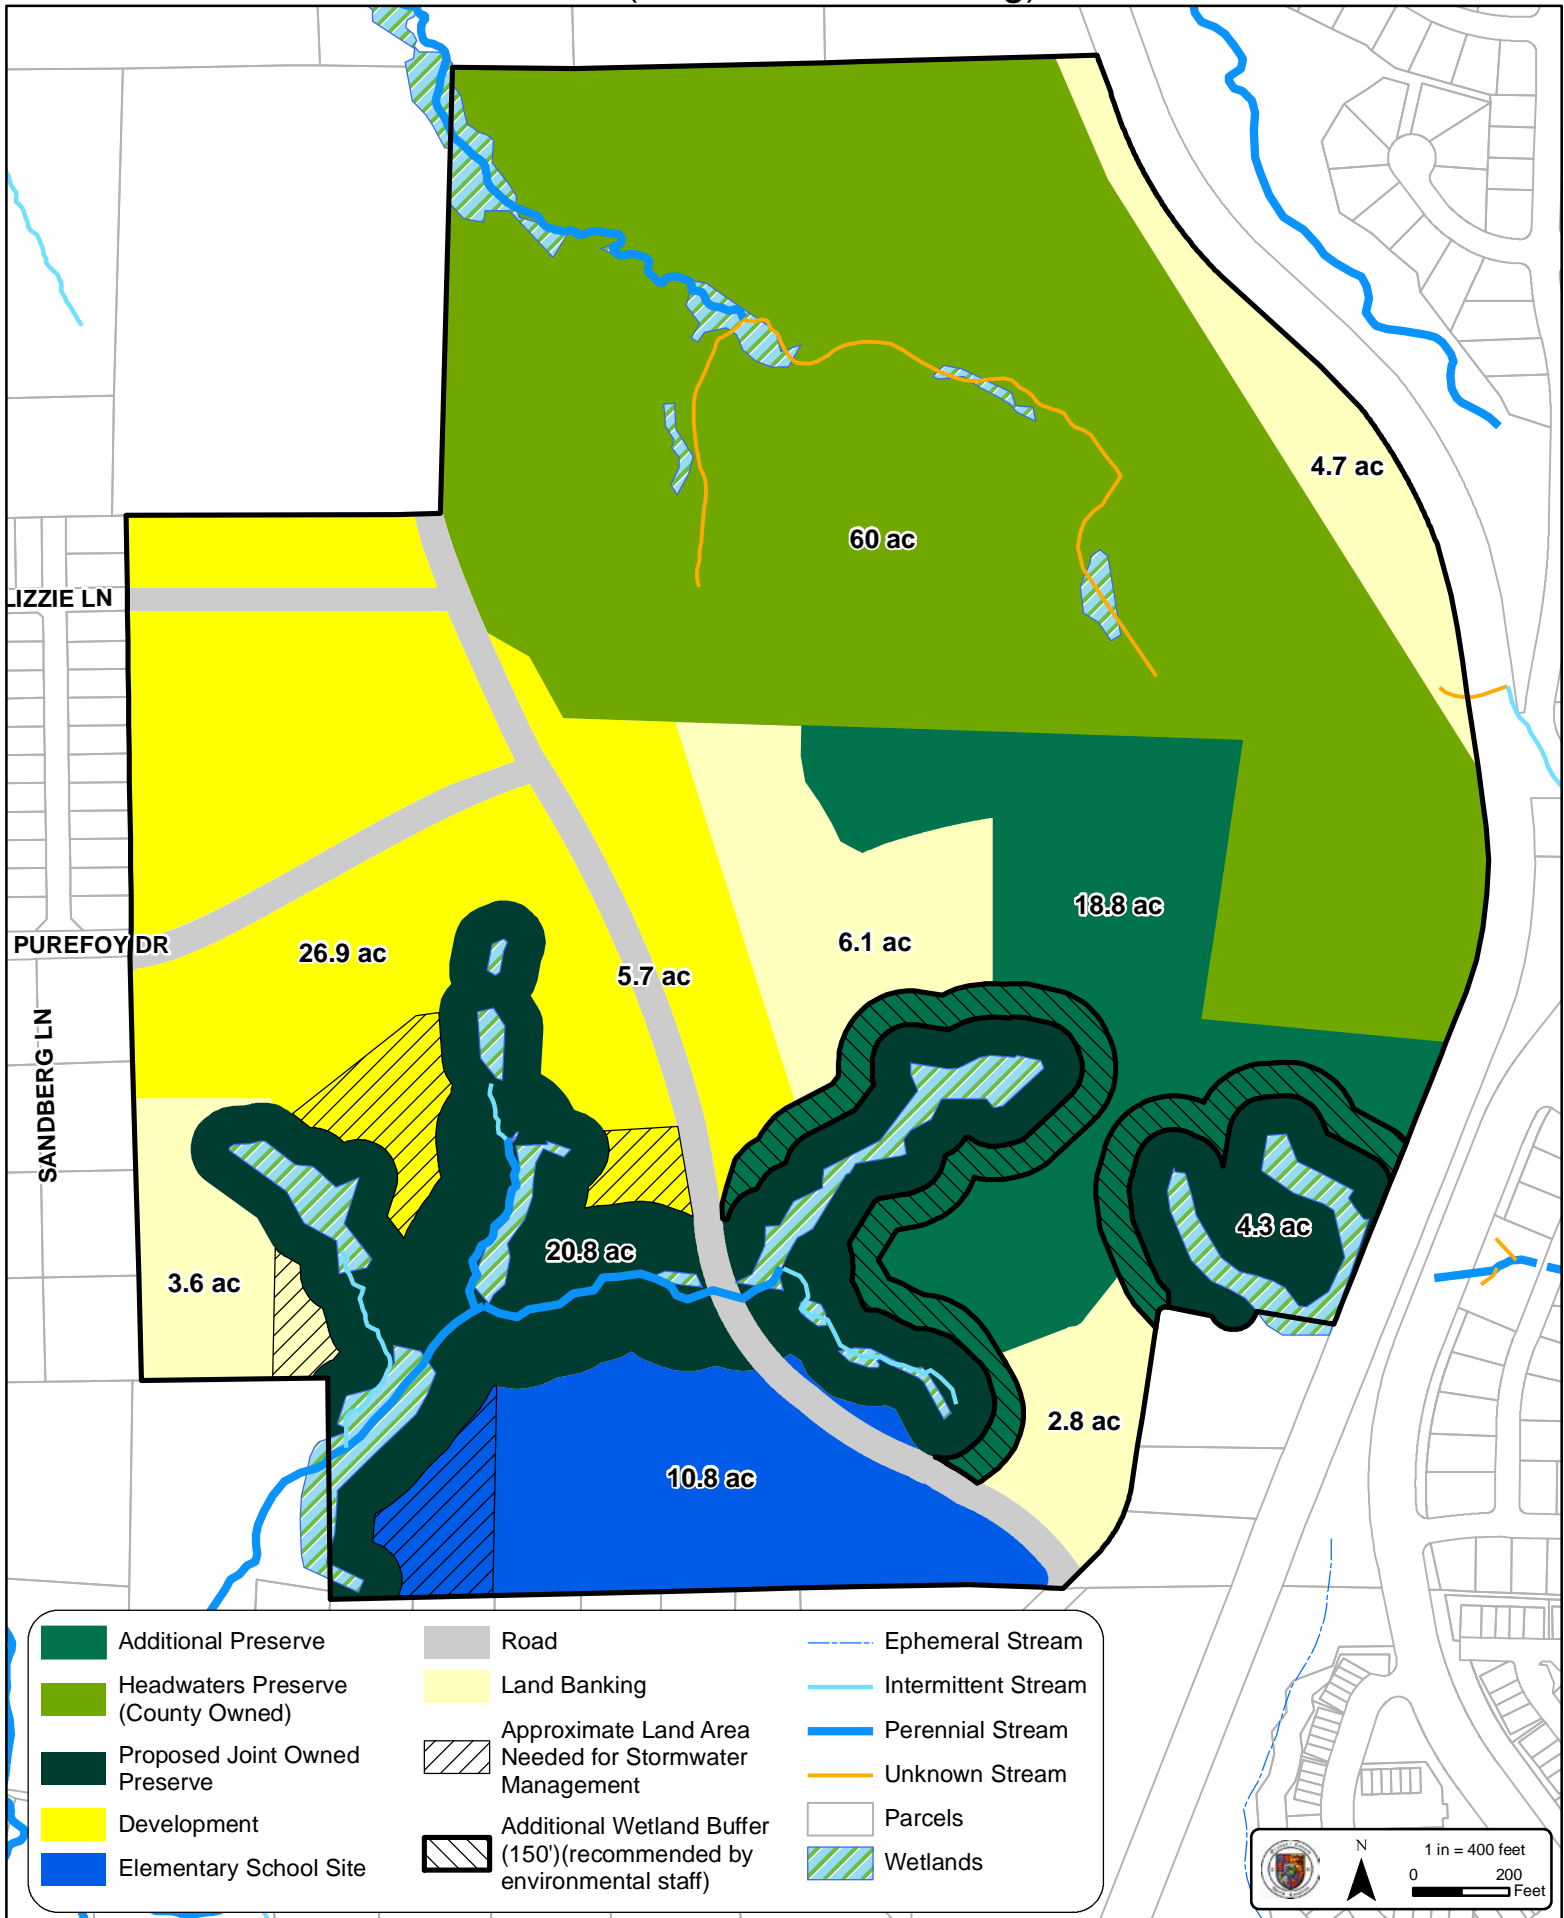 4.7 ac
60 ac
LIZZIE LN
18.8 ac
6.1 ac
PUREFOY DR
26.9 ac
5.7 ac
SANDBERG LN
4.3 ac
20.8 ac
3.6 ac
2.8 ac
10.8 ac
Additional Preserve
Headwaters Preserve
(County Owned)
Proposed Joint Owned
Preserve
Development
Elementary School Site
Road
Land Banking
Approximate Land Area
Needed for Stormwater
Management
Additional Wetland Buffer
(150')(recommended by
environmental staff)
Ephemeral Stream
Intermittent Stream
Perennial Stream
Unknown Stream
Parcels
Wetlands
N
1 in = 400 feet
0 200
Feet